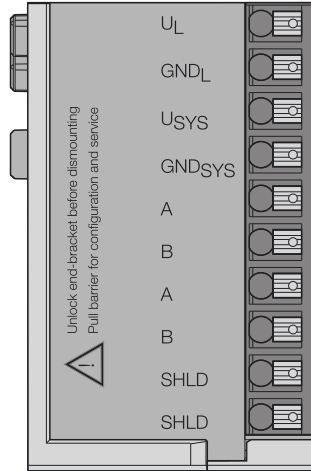 UL
GNDL
USYS
GNDSYS
A
B
A
B
SHLD
SHLD
Unlock end-bracket before dismounting
Pull barrier for configuration and service
!